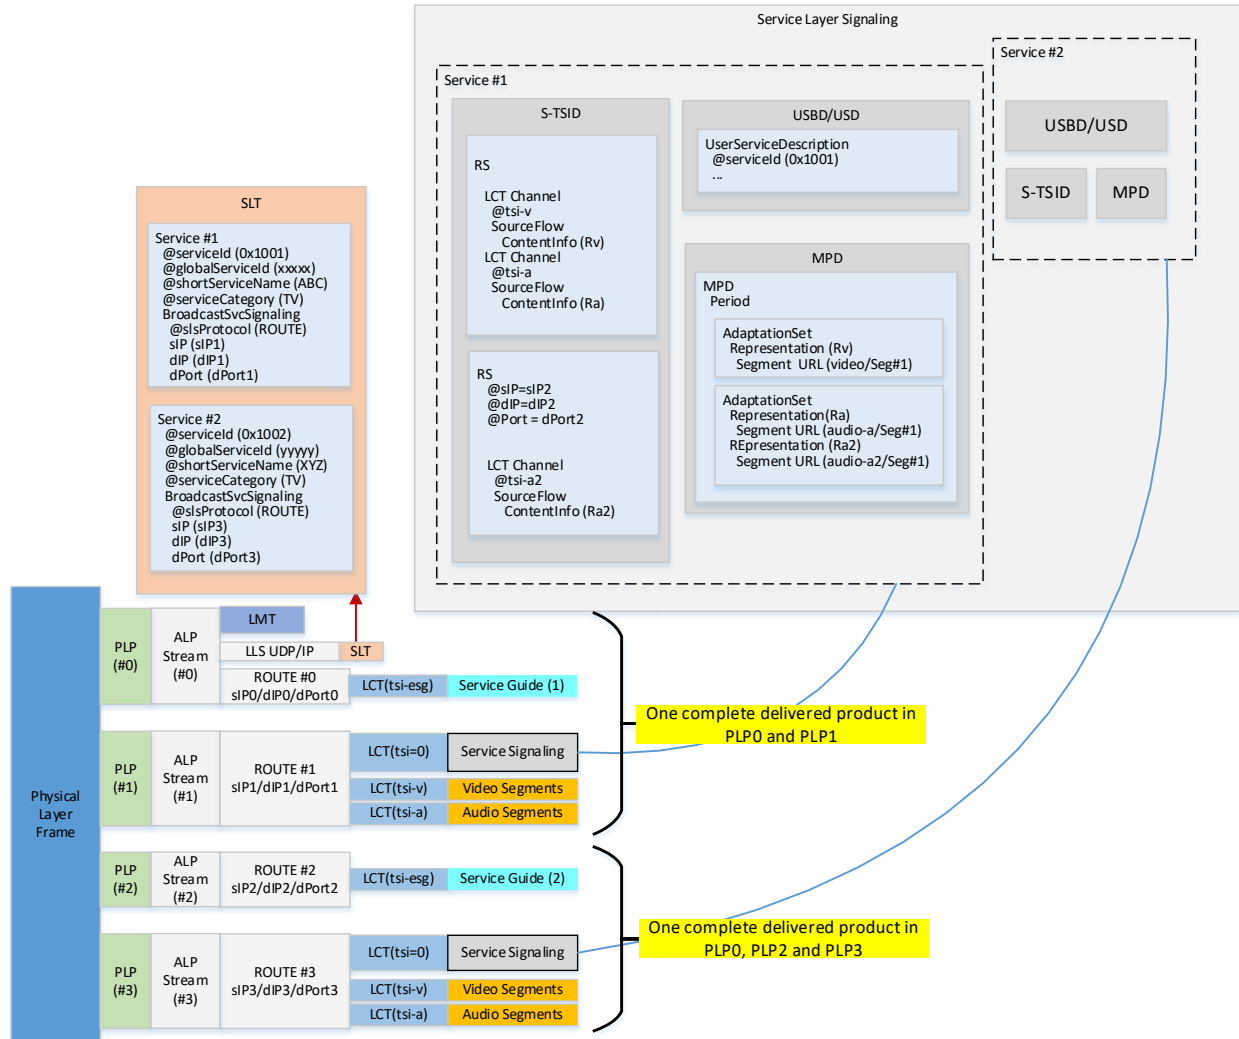 Service Layer Signaling
Service #1
S-TSID
RS
LCT Channel
@tsi-v
SourceFlow
ContentInfo (Rv)
LCT Channel
@tsi-a
SourceFlow
ContentInfo (Ra)
RS
@sIP=sIP2
@dIP=dIP2
@Port = dPort2
LCT Channel
@tsi-a2
SourceFlow
ContentInfo (Ra2)
USBD/USD
UserServiceDescription
@serviceId (0x1001)
...
MPD
MPD
Period
AdaptationSet
Representation (Rv)
Segment URL (video/Seg#1)
AdaptationSet
Representation(Ra)
Segment URL (audio-a/Seg#1)
REpresentation (Ra2)
Segment URL (audio-a2/Seg#1)
Service #2
USBD/USD
S-TSID
MPD
SLT
Service #1
@serviceId (0x1001)
@globalServiceId (xxxxx)
@shortServiceName (ABC)
@serviceCategory (TV)
BroadcastSvcSignaling
@slsProtocol (ROUTE)
sIP (sIP1)
dIP (dIP1)
dPort (dPort1)
Service #2
@serviceId (0x1002)
@globalServiceId (yyyyy)
@shortServiceName (XYZ)
@serviceCategory (TV)
BroadcastSvcSignaling
@slsProtocol (ROUTE)
sIP (sIP3)
dIP (dIP3)
dPort (dPort3)
Physical
Layer
Frame
PLP
(#0)
ALP
Stream
(#0)
LMT
LLS UDP/IP
SLT
ROUTE #0
sIP0/dIP0/dPort0
LCT(tsi-esg)
Service Guide (1)
PLP
(#1)
ALP
Stream
(#1)
ROUTE #1
sIP1/dIP1/dPort1
LCT(tsi=0)
Service Signaling
LCT(tsi-v)
Video Segments
LCT(tsi-a)
Audio Segments
One complete delivered product in
PLP0 and PLP1
PLP
(#2)
ALP
Stream
(#2)
ROUTE #2
sIP2/dIP2/dPort2
LCT(tsi-esg)
Service Guide (2)
PLP
(#3)
ALP
Stream
(#3)
ROUTE #3
sIP3/dIP3/dPort3
LCT(tsi=0)
Service Signaling
LCT(tsi-v)
Video Segments
LCT(tsi-a)
Audio Segments
One complete delivered product in
PLP0, PLP2 and PLP3